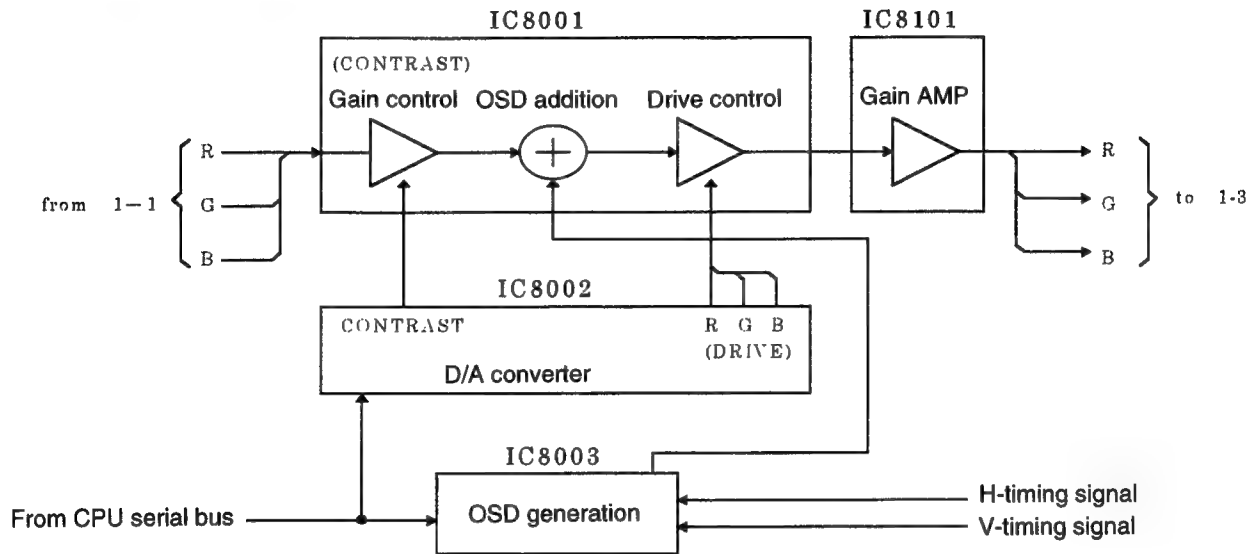 IC8001
IC8101
(CONTRAST)
Gain control
OSD addition
Drive control
Gain AMP
R
G
B
from 1-1
R
G
B
to 1-3
IC8002
CONTRAST
R G B
(DRIVE)
D/A converter
IC8003
OSD generation
From CPU serial bus
H-timing signal
V-timing signal